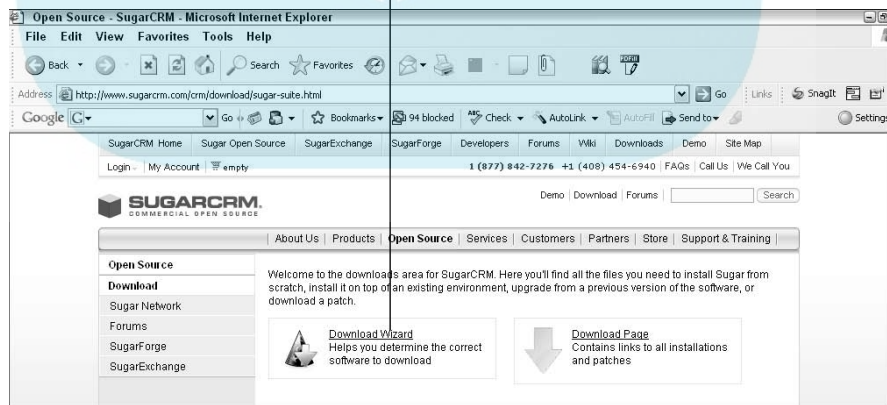 Open Source - SugarCRM - Microsoft Internet Explorer
File Edit View Favorites Tools Help
Back Search Favorites
Address http://www.sugarcrm.com/crm/download/sugar-suite.html Go Links SnagIt
Google G Go Bookmarks 94 blocked Check AutoLink AutoFill Send to Settings
SugarCRM Home Sugar Open Source SugarExchange SugarForge Developers Forums Wiki Downloads Demo Site Map
Login My Account empty 1 (877) 842-7276 +1 (408) 454-6940 FAQs Call Us We Call You
SUGARCRM.
COMMERCIAL OPEN SOURCE
Demo Download Forums Search
About Us Products Open Source Services Customers Partners Store Support & Training
Open Source
Download
Sugar Network
Forums
SugarForge
SugarExchange
Welcome to the downloads area for SugarCRM. Here you'll find all the files you need to install Sugar from
scratch, install it on top of an existing environment, upgrade from a previous version of the software, or
download a patch.
Download Wizard
Helps you determine the correct
software to download
Download Page
Contains links to all installations
and patches